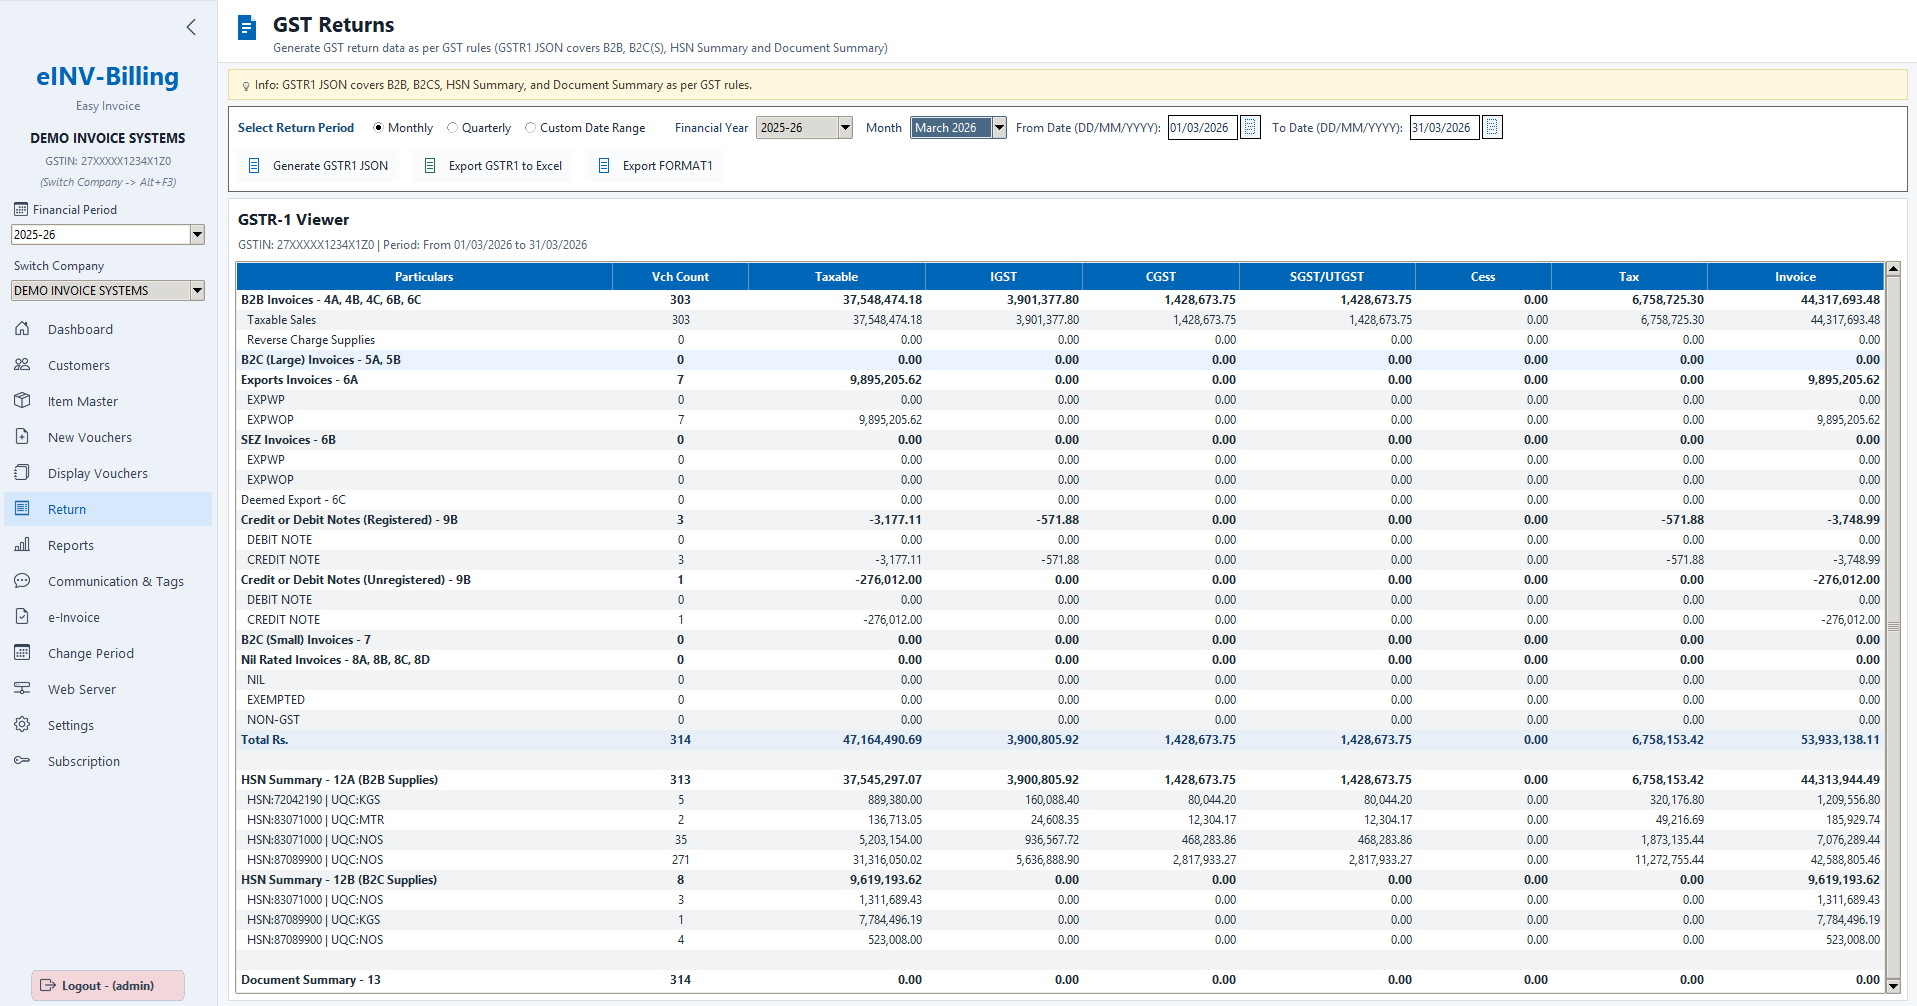 eINV-Billing
Easy Invoice
DEMO INVOICE SYSTEMS
GSTIN: 27XXXXX1234X1Z0
(Switch Company -> Alt+F3)
Financial Period
2025-26
Switch Company
DEMO INVOICE SYSTEMS
Dashboard
Customers
Item Master
New Vouchers
Display Vouchers
Return
Reports
Communication & Tags
e-Invoice
Change Period
Web Server
Settings
Subscription
Logout - (admin)
GST Returns
Generate GST return data as per GST rules (GSTR1 JSON covers B2B, B2C(S), HSN Summary and Document Summary)
Info: GSTR1 JSON covers B2B, B2CS, HSN Summary, and Document Summary as per GST rules.
Select Return Period Monthly Quarterly Custom Date Range Financial Year 2025-26 Month March 2026 From Date (DD/MM/YYYY): 01/03/2026 To Date (DD/MM/YYYY): 31/03/2026
Generate GSTR1 JSON Export GSTR1 to Excel Export FORMAT1
GSTR-1 Viewer
GSTIN: 27XXXXX1234X1Z0 | Period: From 01/03/2026 to 31/03/2026
Particulars Vch Count Taxable IGST CGST SGST/UTGST Cess Tax Invoice
B2B Invoices - 4A, 4B, 4C, 6B, 6C 303 37,548,474.18 3,901,377.80 1,428,673.75 1,428,673.75 0.00 6,758,725.30 44,317,693.48
Taxable Sales 303 37,548,474.18 3,901,377.80 1,428,673.75 1,428,673.75 0.00 6,758,725.30 44,317,693.48
Reverse Charge Supplies 0 0.00 0.00 0.00 0.00 0.00 0.00 0.00
B2C (Large) Invoices - 5A, 5B 0 0.00 0.00 0.00 0.00 0.00 0.00 0.00
Exports Invoices - 6A 7 9,895,205.62 0.00 0.00 0.00 0.00 0.00 9,895,205.62
EXPWP 0 0.00 0.00 0.00 0.00 0.00 0.00 0.00
EXPWOP 7 9,895,205.62 0.00 0.00 0.00 0.00 0.00 9,895,205.62
SEZ Invoices - 6B 0 0.00 0.00 0.00 0.00 0.00 0.00 0.00
EXPWP 0 0.00 0.00 0.00 0.00 0.00 0.00 0.00
EXPWOP 0 0.00 0.00 0.00 0.00 0.00 0.00 0.00
Deemed Export - 6C 0 0.00 0.00 0.00 0.00 0.00 0.00 0.00
Credit or Debit Notes (Registered) - 9B 3 -3,177.11 -571.88 0.00 0.00 0.00 -571.88 -3,748.99
DEBIT NOTE 0 0.00 0.00 0.00 0.00 0.00 0.00 0.00
CREDIT NOTE 3 -3,177.11 -571.88 0.00 0.00 0.00 -571.88 -3,748.99
Credit or Debit Notes (Unregistered) - 9B 1 -276,012.00 0.00 0.00 0.00 0.00 0.00 -276,012.00
DEBIT NOTE 0 0.00 0.00 0.00 0.00 0.00 0.00 0.00
CREDIT NOTE 1 -276,012.00 0.00 0.00 0.00 0.00 0.00 -276,012.00
B2C (Small) Invoices - 7 0 0.00 0.00 0.00 0.00 0.00 0.00 0.00
Nil Rated Invoices - 8A, 8B, 8C, 8D 0 0.00 0.00 0.00 0.00 0.00 0.00 0.00
NIL 0 0.00 0.00 0.00 0.00 0.00 0.00 0.00
EXEMPTED 0 0.00 0.00 0.00 0.00 0.00 0.00 0.00
NON-GST 0 0.00 0.00 0.00 0.00 0.00 0.00 0.00
Total Rs. 314 47,164,490.69 3,900,805.92 1,428,673.75 1,428,673.75 0.00 6,758,153.42 53,933,138.11
HSN Summary - 12A (B2B Supplies) 313 37,545,297.07 3,900,805.92 1,428,673.75 1,428,673.75 0.00 6,758,153.42 44,313,944.49
HSN:72042190 | UQC:KGS 5 889,380.00 160,088.40 80,044.20 80,044.20 0.00 320,176.80 1,209,556.80
HSN:83071000 | UQC:MTR 2 136,713.05 24,608.35 12,304.17 12,304.17 0.00 49,216.69 185,929.74
HSN:83071000 | UQC:NOS 35 5,203,154.00 936,567.72 468,283.86 468,283.86 0.00 1,873,135.44 7,076,289.44
HSN:87089900 | UQC:NOS 271 31,316,050.02 5,636,888.90 2,817,933.27 2,817,933.27 0.00 11,272,755.44 42,588,805.46
HSN Summary - 12B (B2C Supplies) 8 9,619,193.62 0.00 0.00 0.00 0.00 0.00 9,619,193.62
HSN:83071000 | UQC:NOS 3 1,311,689.43 0.00 0.00 0.00 0.00 0.00 1,311,689.43
HSN:87089900 | UQC:KGS 1 7,784,496.19 0.00 0.00 0.00 0.00 0.00 7,784,496.19
HSN:87089900 | UQC:NOS 4 523,008.00 0.00 0.00 0.00 0.00 0.00 523,008.00
Document Summary - 13 314 0.00 0.00 0.00 0.00 0.00 0.00 0.00